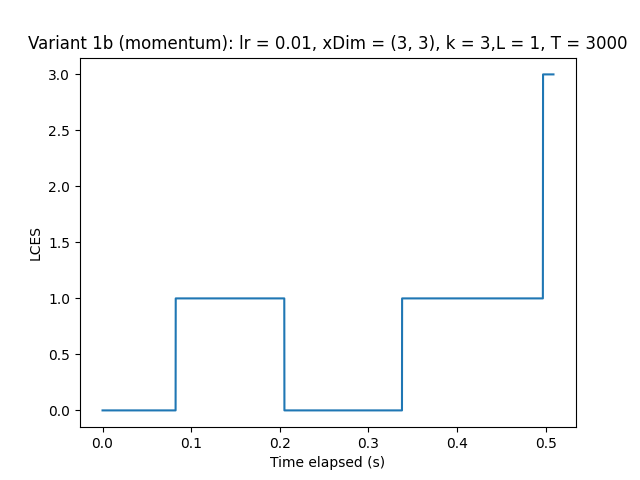 Variant 1b (momentum): lr = 0.01, xDim = (3, 3), k = 3,L = 1, T = 3000
3.0
2.5
2.0
1.5
1.0
0.5
0.0
LCES
0.0 0.1 0.2 0.3 0.4 0.5
Time elapsed (s)